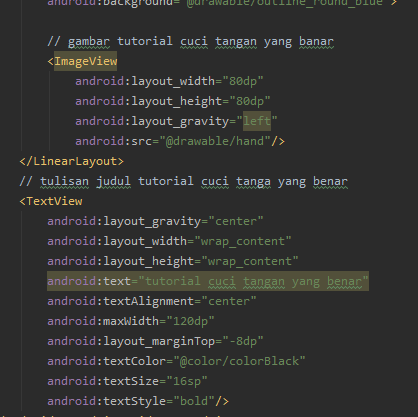 android:background="@drawable/outline_round_blue">
// gambar tutorial cuci tangan yang banar
<ImageView
android:layout_width="80dp"
android:layout_height="80dp"
android:layout_gravity="left"
android:src="@drawable/hand"/>
</LinearLayout>
// tulisan judul tutorial cuci tanga yang benar
<TextView
android:layout_gravity="center"
android:layout_width="wrap_content"
android:layout_height="wrap_content"
android:text="tutorial cuci tangan yang benar"
android:textAlignment="center"
android:maxWidth="120dp"
android:layout_marginTop="-8dp"
android:textColor="@color/colorBlack"
android:textSize="16sp"
android:textStyle="bold"/>